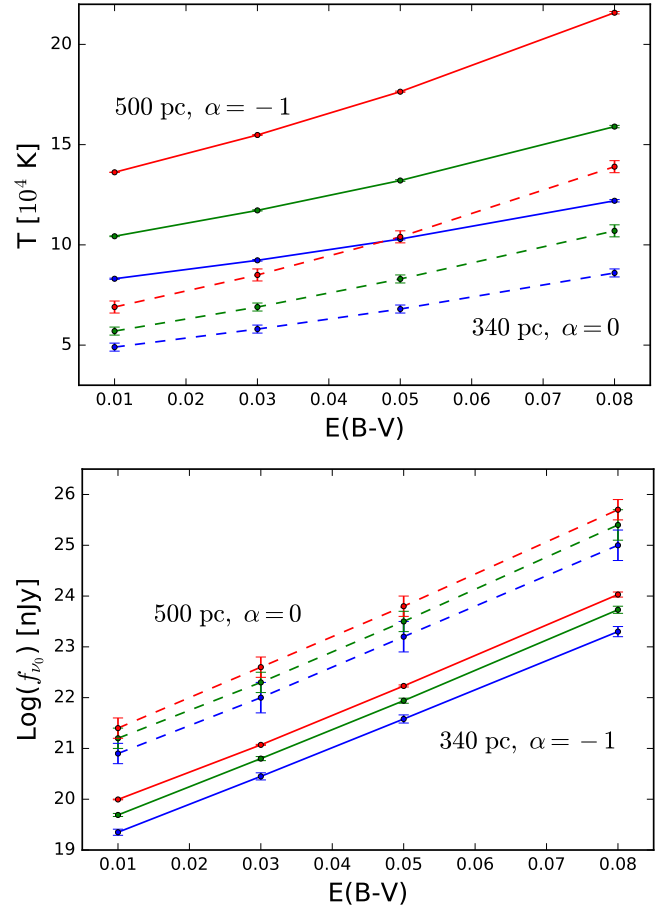 20
15
10
5
T [10⁴ K]
500 pc, α = −1
340 pc, α = 0
0.01 0.02 0.03 0.04 0.05 0.06 0.07 0.08
E(B-V)
26
25
24
23
22
21
20
19
Log(f_{ν₀}) [nJy]
500 pc, α = 0
340 pc, α = −1
0.01 0.02 0.03 0.04 0.05 0.06 0.07 0.08
E(B-V)